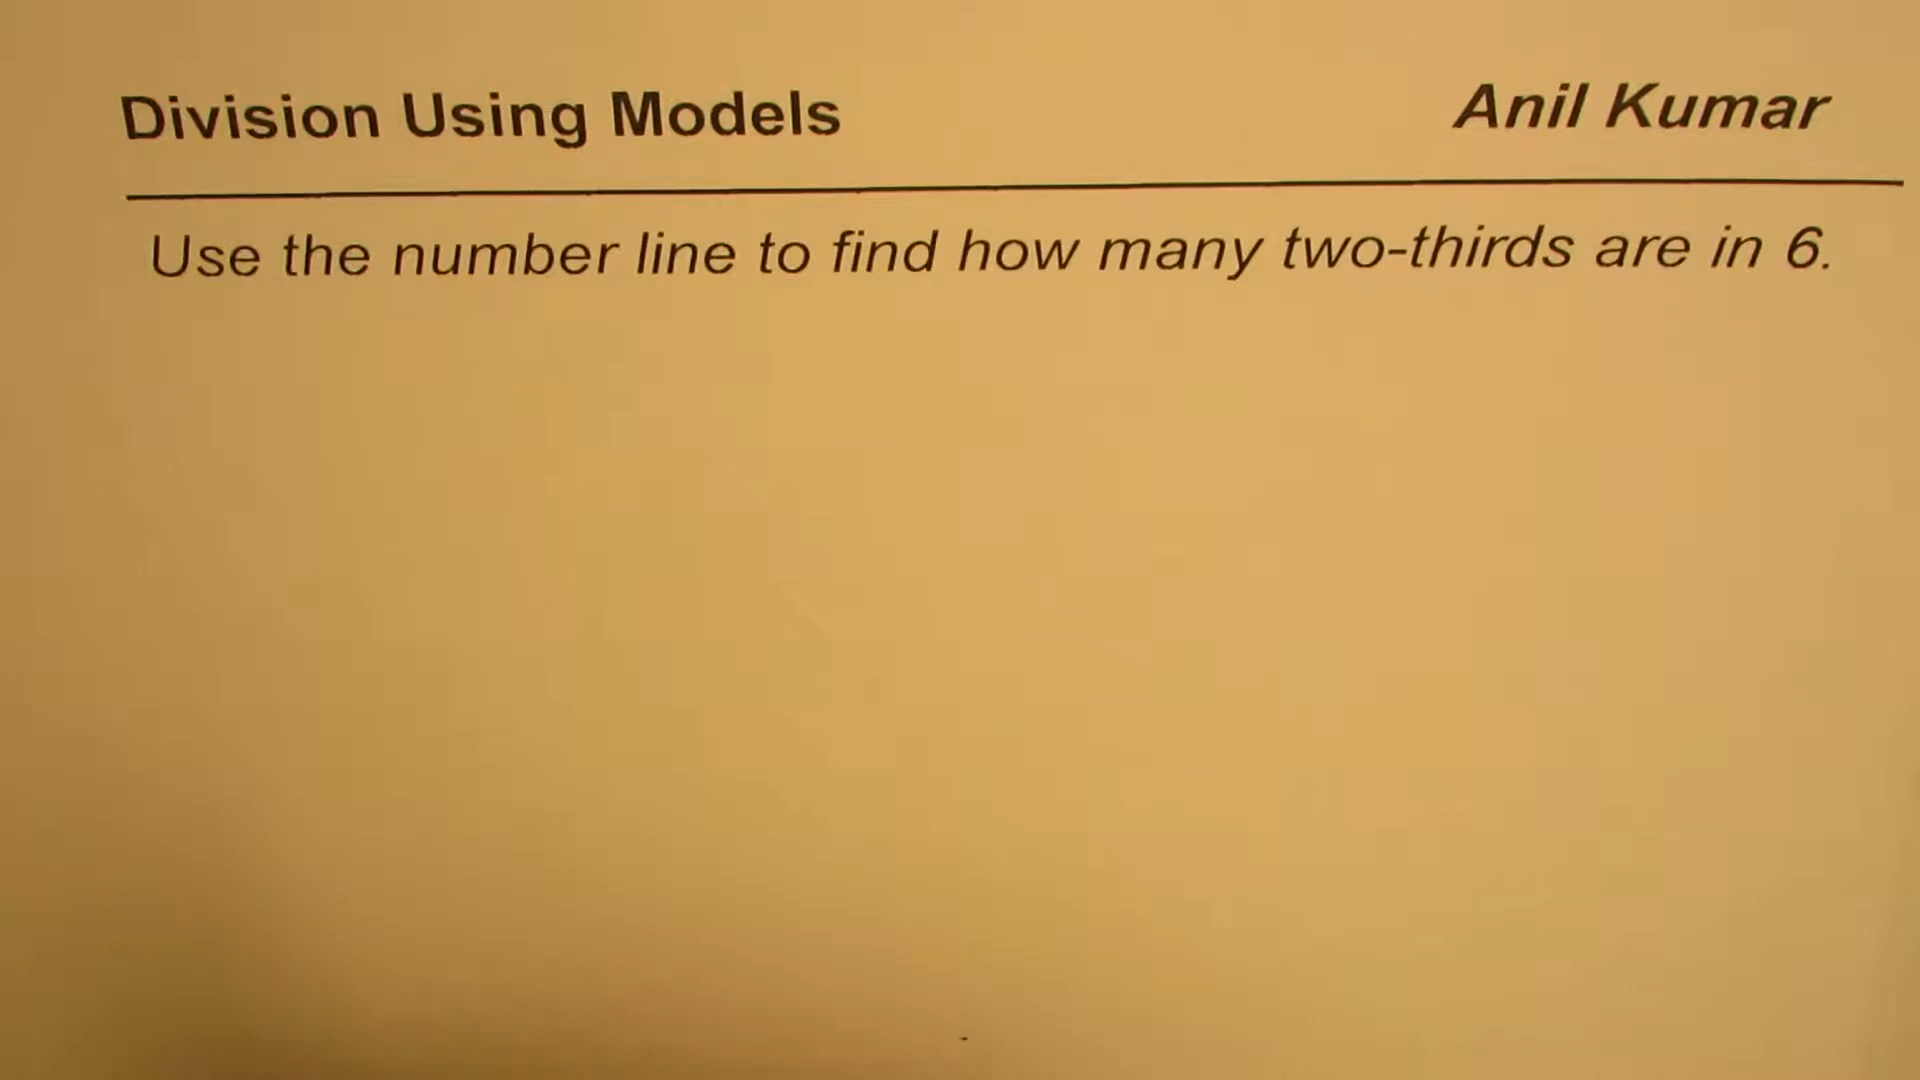 Division Using Models Anil Kumar
Use the number line to find how many two-thirds are in 6.